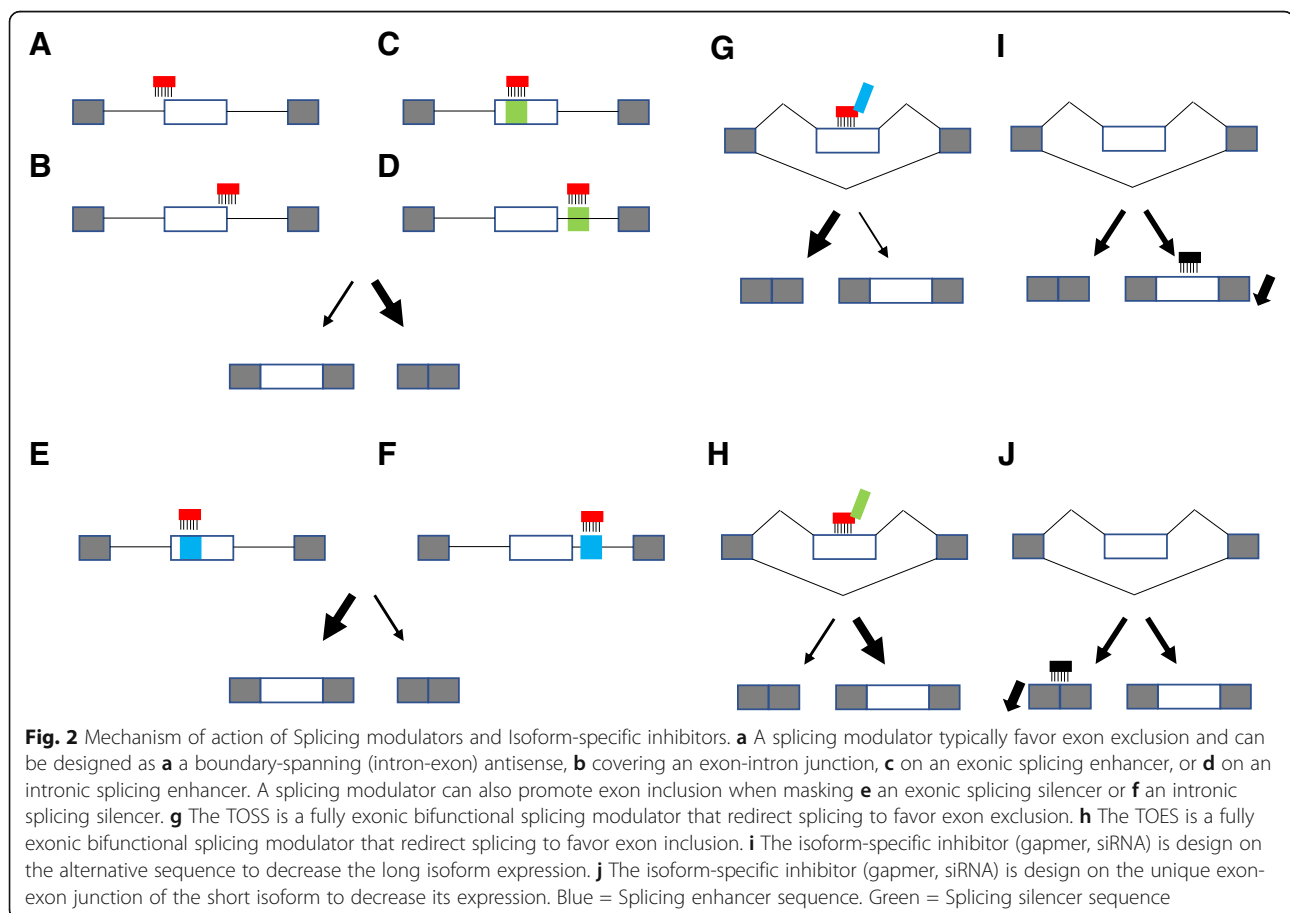 A
C
G
I
B
D
E
F
H
J
Fig. 2 Mechanism of action of Splicing modulators and Isoform-specific inhibitors. a A splicing modulator typically favor exon exclusion and can
be designed as a a boundary-spanning (intron-exon) antisense, b covering an exon-intron junction, c on an exonic splicing enhancer, or d on an
intronic splicing enhancer. A splicing modulator can also promote exon inclusion when masking e an exonic splicing silencer or f an intronic
splicing silencer. g The TOSS is a fully exonic bifunctional splicing modulator that redirect splicing to favor exon exclusion. h The TOES is a fully
exonic bifunctional splicing modulator that redirect splicing to favor exon inclusion. i The isoform-specific inhibitor (gapmer, siRNA) is design on
the alternative sequence to decrease the long isoform expression. j The isoform-specific inhibitor (gapmer, siRNA) is design on the unique exon-
exon junction of the short isoform to decrease its expression. Blue = Splicing enhancer sequence. Green = Splicing silencer sequence